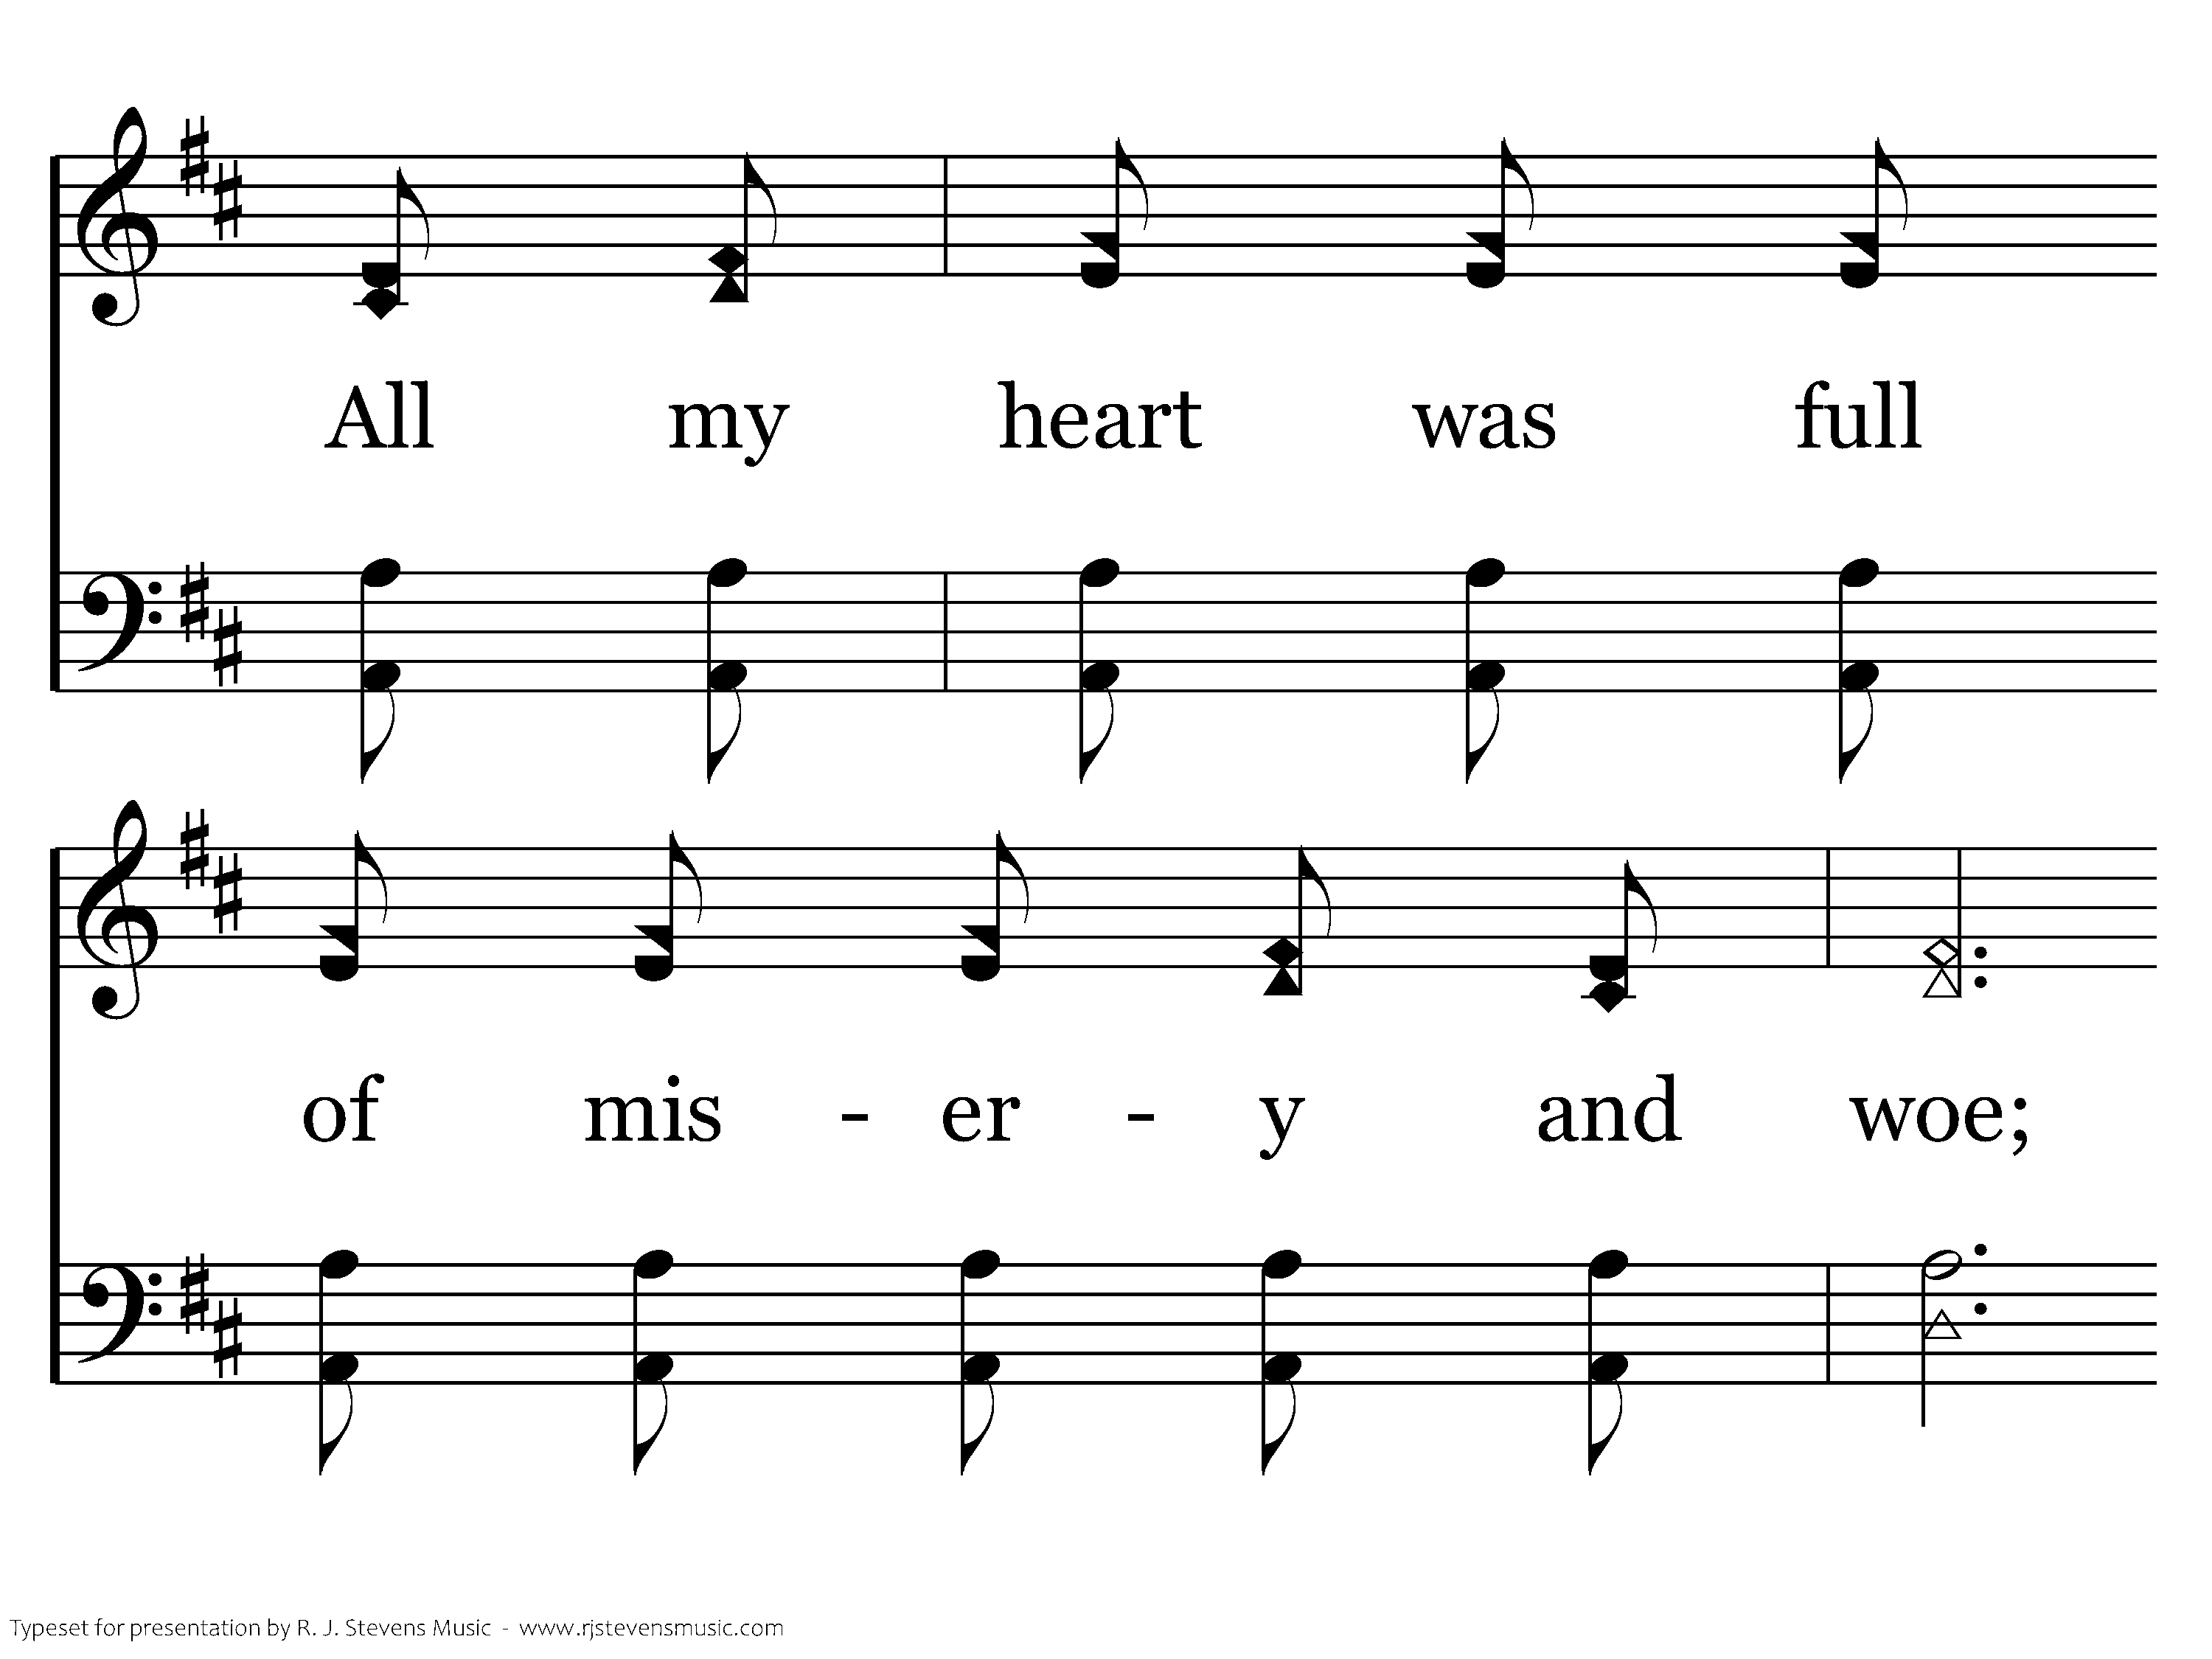 All my heart was full
of mis - er - y and woe;
Typeset for presentation by R. J. Stevens Music - www.rjstevensmusic.com